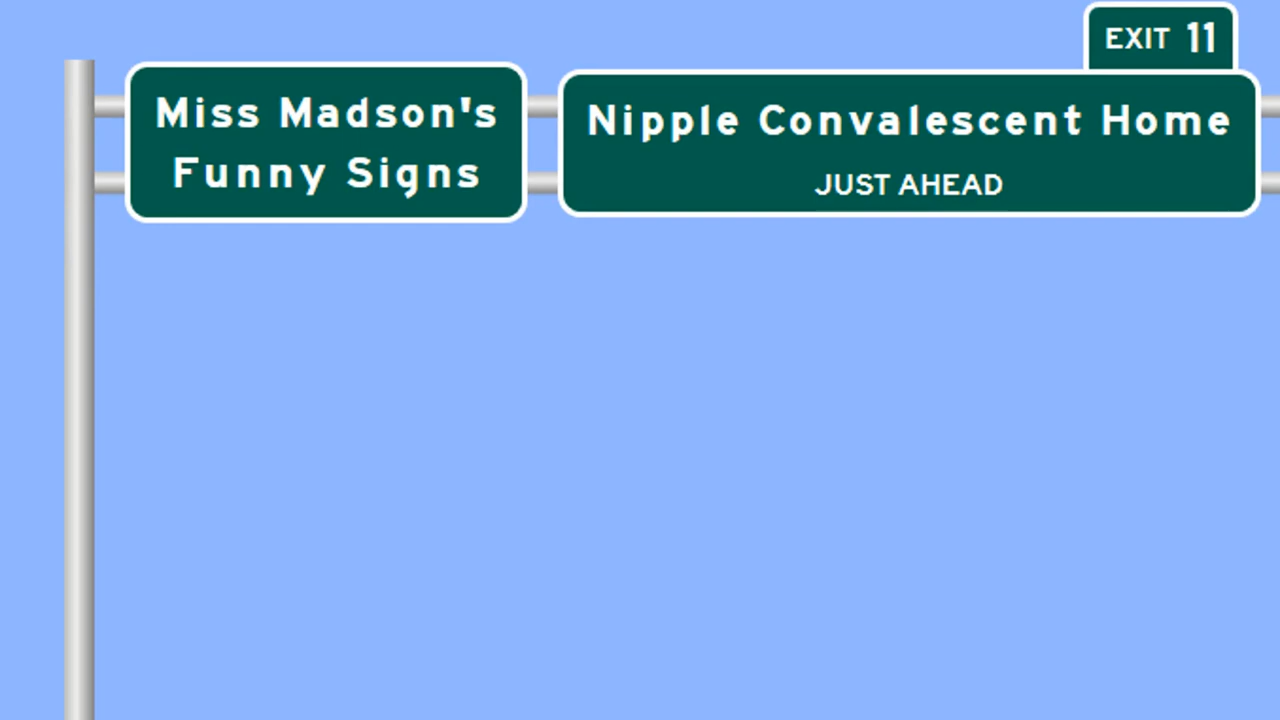 Miss Madson's
Funny Signs
EXIT 11
Nipple Convalescent Home
JUST AHEAD